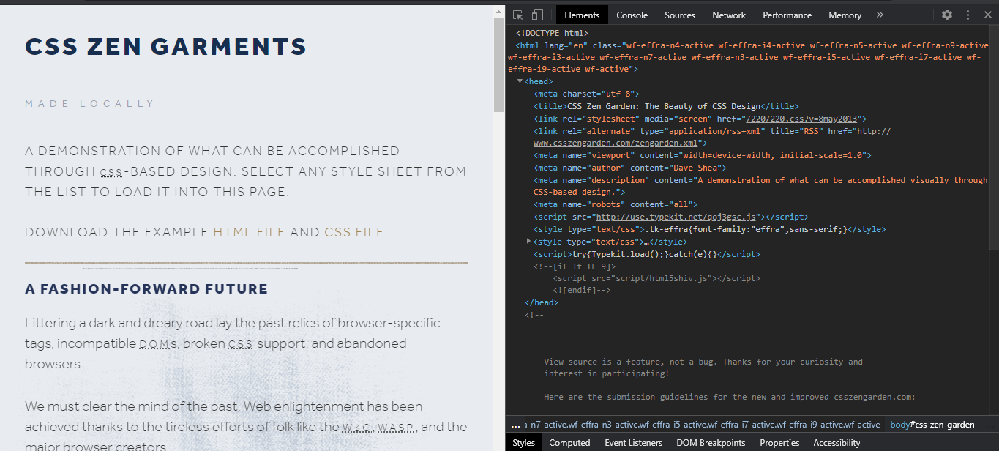 CSS ZEN GARMENTS
MADE LOCALLY
A DEMONSTRATION OF WHAT CAN BE ACCOMPLISHED
THROUGH css-BASED DESIGN. SELECT ANY STYLE SHEET FROM
THE LIST TO LOAD IT INTO THIS PAGE.
DOWNLOAD THE EXAMPLE HTML FILE AND CSS FILE
A FASHION-FORWARD FUTURE
Littering a dark and dreary road lay the past relics of browser-specific
tags, incompatible DOMs, broken CSS support, and abandoned
browsers.
We must clear the mind of the past. Web enlightenment has been
achieved thanks to the tireless efforts of folk like the W3C, WASP, and the
major browser creators.
Elements Console Sources Network Performance Memory »
<!DOCTYPE html>
<html lang="en" class="wf-effra-n4-active wf-effra-i4-active wf-effra-n5-active wf-effra-n9-active
wf-effra-i3-active wf-effra-n7-active wf-effra-n3-active wf-effra-i5-active wf-effra-i7-active wf-
effra-i9-active wf-active">
<head>
<meta charset="utf-8">
<title>CSS Zen Garden: The Beauty of CSS Design</title>
<link rel="stylesheet" media="screen" href="/220/220.css?v=8may2013">
<link rel="alternate" type="application/rss+xml" title="RSS" href="http://
www.csszengarden.com/zengarden.xml">
<meta name="viewport" content="width=device-width, initial-scale=1.0">
<meta name="author" content="Dave Shea">
<meta name="description" content="A demonstration of what can be accomplished visually through
CSS-based design.">
<meta name="robots" content="all">
<script src="http://use.typekit.net/qoj3gsc.js"></script>
<style type="text/css">.tk-effra{font-family:"effra",sans-serif;}</style>
<style type="text/css">…</style>
<script>try{Typekit.load();}catch(e){}</script>
<!--[if lt IE 9]>
<script src="script/html5shiv.js"></script>
<![endif]-->
</head>
<!--
View source is a feature, not a bug. Thanks for your curiosity and
interest in participating!
Here are the submission guidelines for the new and improved csszengarden.com:
... a-n7-active.wf-effra-n3-active.wf-effra-i5-active.wf-effra-i7-active.wf-effra-i9-active.wf-active body#css-zen-garden
Styles Computed Event Listeners DOM Breakpoints Properties Accessibility